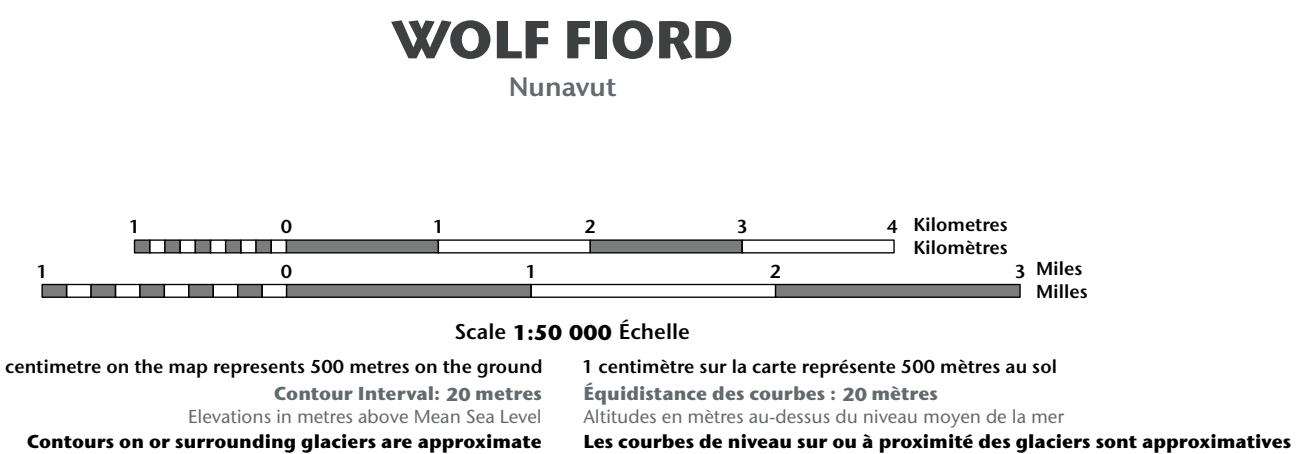 WOLF FIORD
Nunavut
1 0 1 2 3 4 Kilometres
Kilomètres
1 0 1 2 3 Miles
Milles
Scale 1:50 000 Échelle
centimetre on the map represents 500 metres on the ground
Contour Interval: 20 metres
Elevations in metres above Mean Sea Level
Contours on or surrounding glaciers are approximate
1 centimètre sur la carte représente 500 mètres au sol
Équidistance des courbes : 20 mètres
Altitudes en mètres au-dessus du niveau moyen de la mer
Les courbes de niveau sur ou à proximité des glaciers sont approximatives